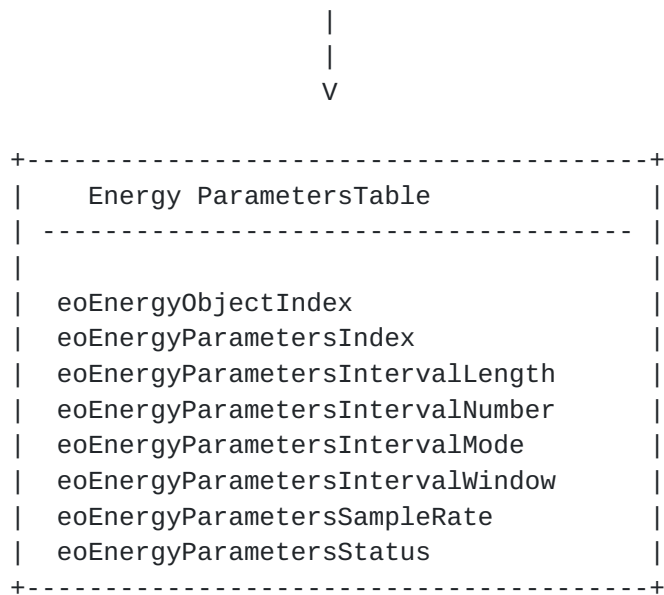 |
|
V
+----------------------------------------+
| Energy ParametersTable |
| -------------------------------------- |
| |
| eoEnergyObjectIndex |
| eoEnergyParametersIndex |
| eoEnergyParametersIntervalLength |
| eoEnergyParametersIntervalNumber |
| eoEnergyParametersIntervalMode |
| eoEnergyParametersIntervalWindow |
| eoEnergyParametersSampleRate |
| eoEnergyParametersStatus |
+----------------------------------------+